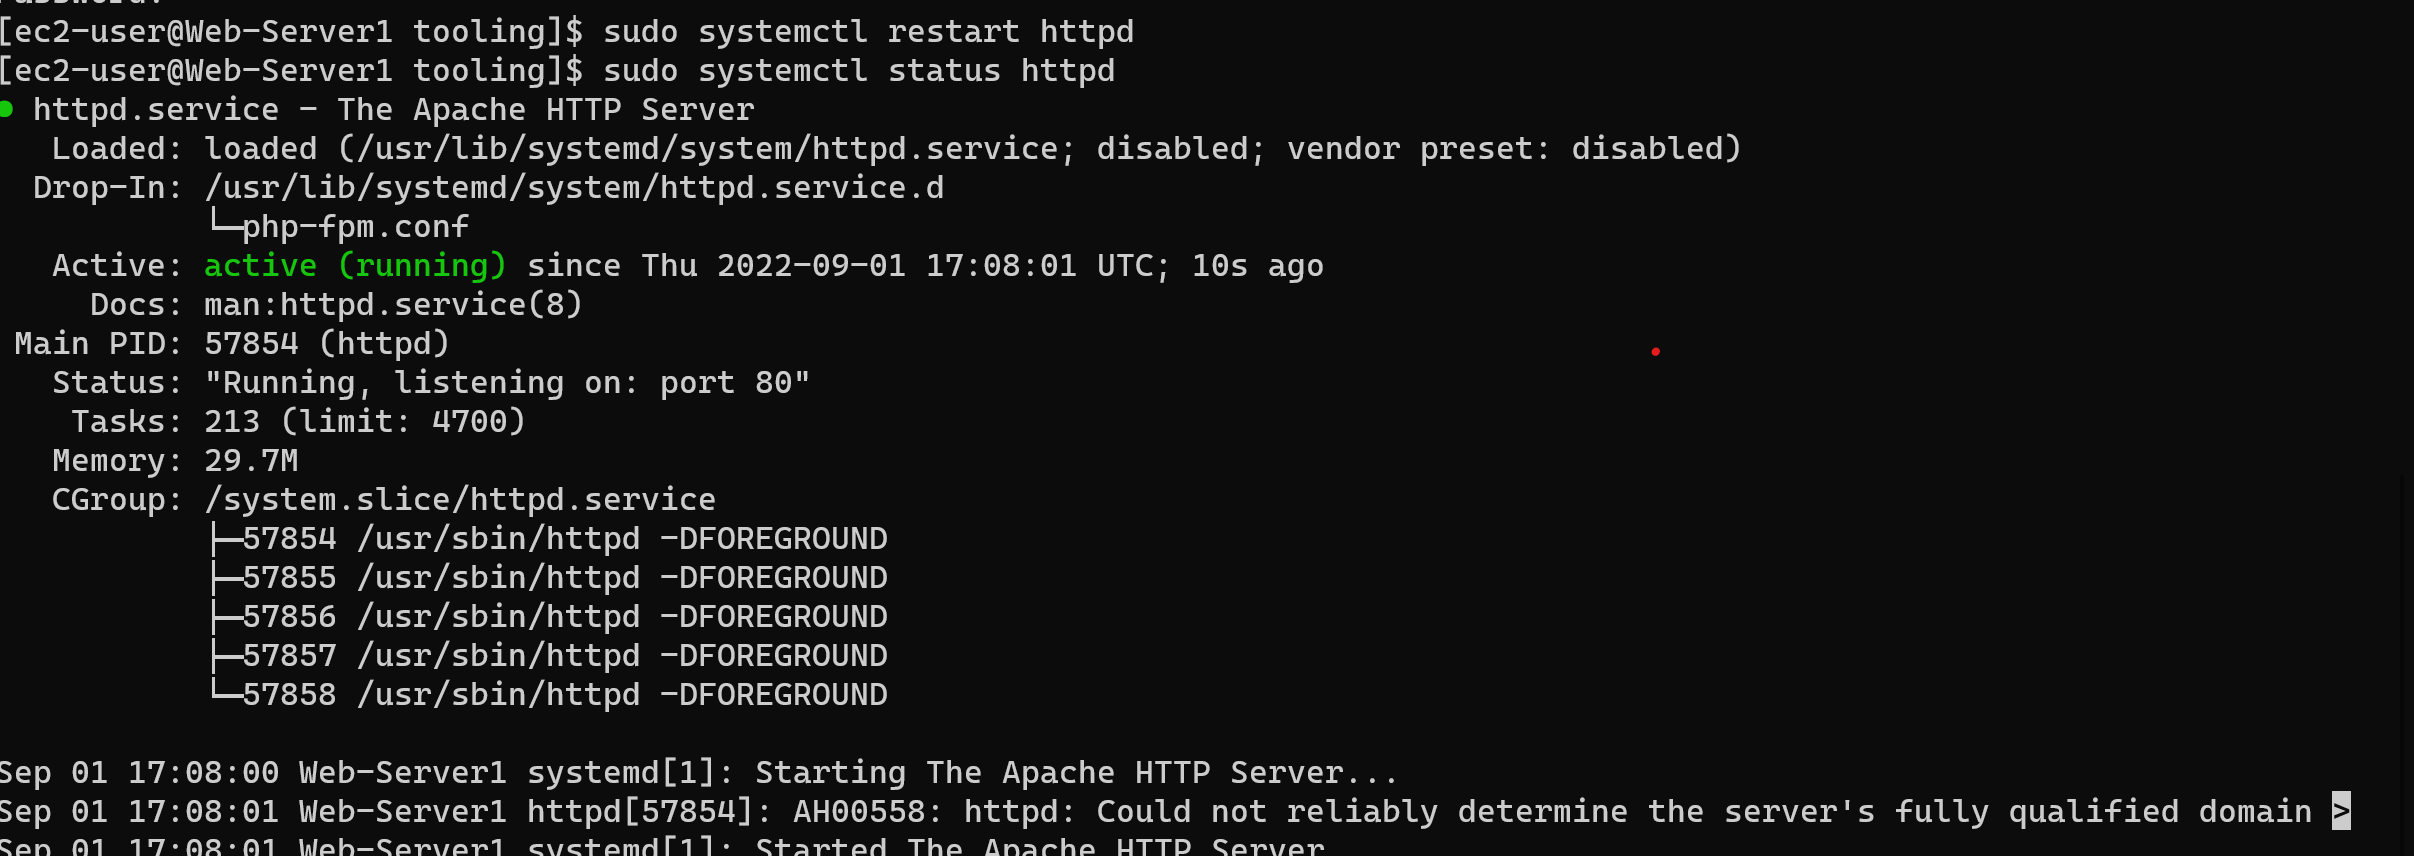 [ec2-user@Web-Server1 tooling]$ sudo systemctl restart httpd
[ec2-user@Web-Server1 tooling]$ sudo systemctl status httpd
● httpd.service - The Apache HTTP Server
   Loaded: loaded (/usr/lib/systemd/system/httpd.service; disabled; vendor preset: disabled)
  Drop-In: /usr/lib/systemd/system/httpd.service.d
           └─php-fpm.conf
   Active: active (running) since Thu 2022-09-01 17:08:01 UTC; 10s ago
     Docs: man:httpd.service(8)
 Main PID: 57854 (httpd)
   Status: "Running, listening on: port 80"
    Tasks: 213 (limit: 4700)
   Memory: 29.7M
   CGroup: /system.slice/httpd.service
           ├─57854 /usr/sbin/httpd -DFOREGROUND
           ├─57855 /usr/sbin/httpd -DFOREGROUND
           ├─57856 /usr/sbin/httpd -DFOREGROUND
           ├─57857 /usr/sbin/httpd -DFOREGROUND
           └─57858 /usr/sbin/httpd -DFOREGROUND
Sep 01 17:08:00 Web-Server1 systemd[1]: Starting The Apache HTTP Server...
Sep 01 17:08:01 Web-Server1 httpd[57854]: AH00558: httpd: Could not reliably determine the server's fully qualified domain >
Sep 01 17:08:01 Web-Server1 systemd[1]: Started The Apache HTTP Server